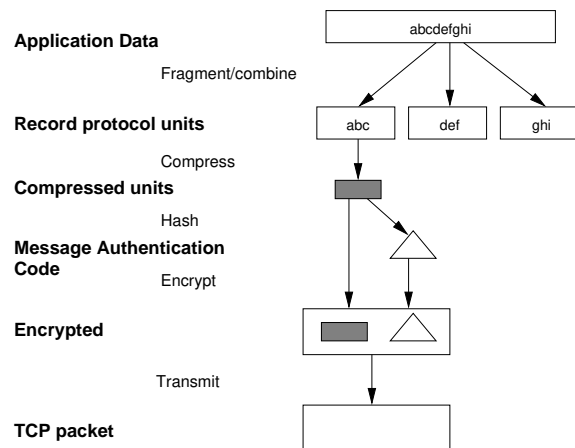 abcdefghi
Application Data
Fragment/combine
Record protocol units
abc
def
ghi
Compress
Compressed units
Hash
Message Authentication
Code
Encrypt
Encrypted
Transmit
TCP packet